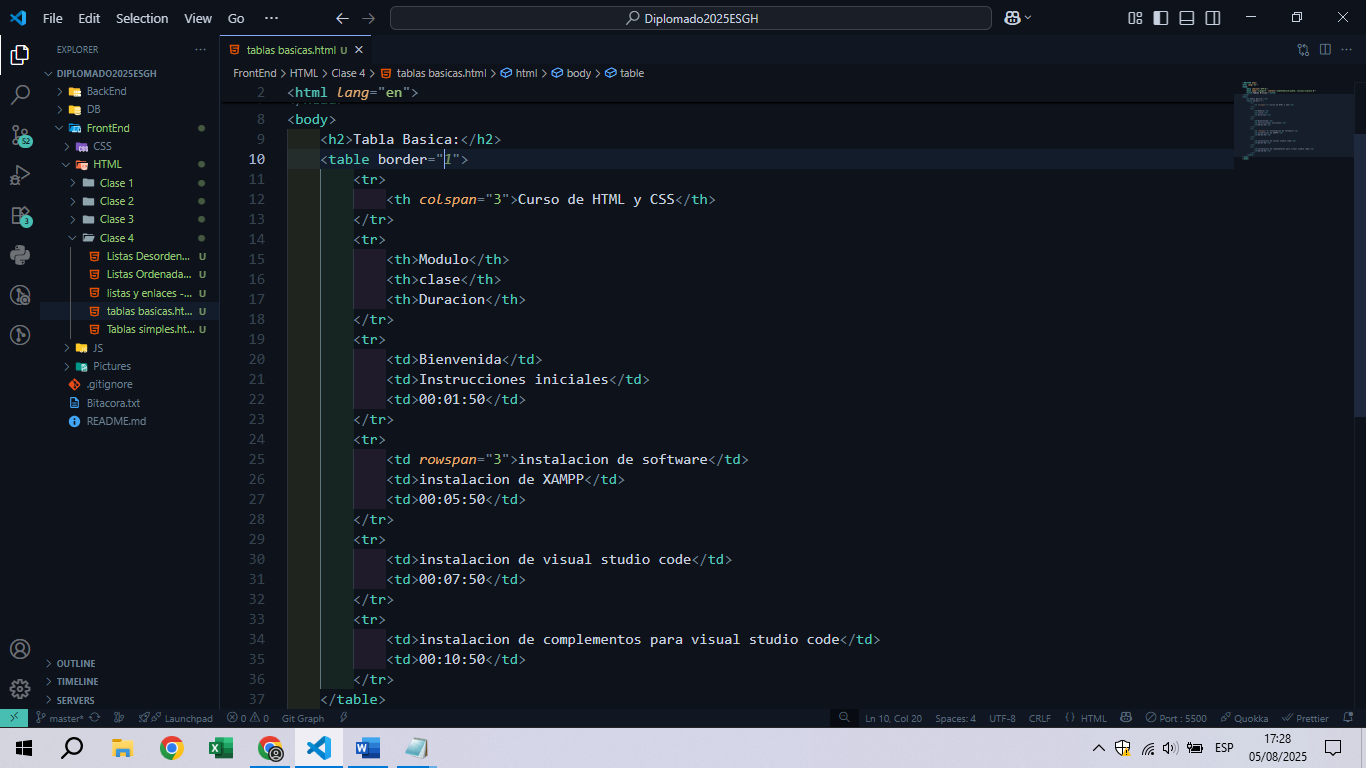 File Edit Selection View Go ··· Diplomado2025ESGH
EXPLORER ···
DIPLOMADO2025ESGH
BackEnd
DB
FrontEnd
CSS
HTML
Clase 1
Clase 2
Clase 3
Clase 4
Listas Desorden... U
Listas Ordenada... U
listas y enlaces -... U
tablas basicas.ht... U
Tablas simples.ht... U
JS
Pictures
.gitignore
Bitacora.txt
README.md
OUTLINE
TIMELINE
SERVERS
52
3
tablas basicas.html U
FrontEnd > HTML > Clase 4 > tablas basicas.html > html > body > table
2 <html lang="en">
8 <body>
9 <h2>Tabla Basica:</h2>
10 <table border="1">
11 <tr>
12 <th colspan="3">Curso de HTML y CSS</th>
13 </tr>
14 <tr>
15 <th>Modulo</th>
16 <th>clase</th>
17 <th>Duracion</th>
18 </tr>
19 <tr>
20 <td>Bienvenida</td>
21 <td>Instrucciones iniciales</td>
22 <td>00:01:50</td>
23 </tr>
24 <tr>
25 <td rowspan="3">instalacion de software</td>
26 <td>instalacion de XAMPP</td>
27 <td>00:05:50</td>
28 </tr>
29 <tr>
30 <td>instalacion de visual studio code</td>
31 <td>00:07:50</td>
32 </tr>
33 <tr>
34 <td>instalacion de complementos para visual studio code</td>
35 <td>00:10:50</td>
36 </tr>
37 </table>
master* Launchpad 0 0 Git Graph Ln 10, Col 20 Spaces: 4 UTF-8 CRLF {} HTML Port : 5500 Quokka Prettier
ESP
17:28
05/08/2025